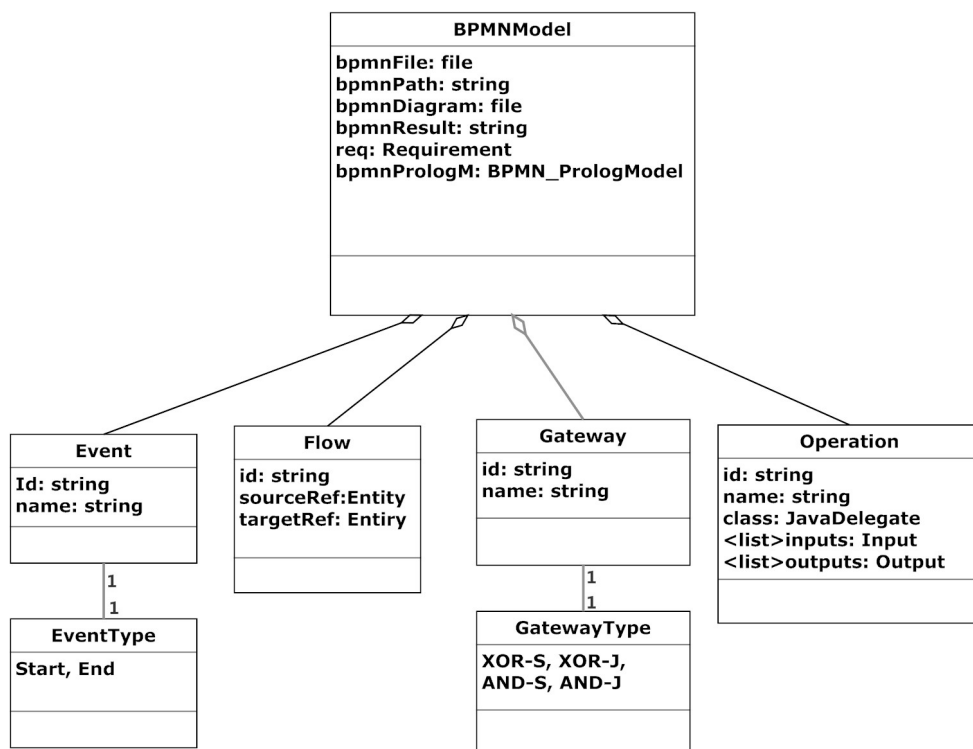 BPMNModel
bpmnFile: file
bpmnPath: string
bpmnDiagram: file
bpmnResult: string
req: Requirement
bpmnPrologM: BPMN_PrologModel
Event
Id: string
name: string
1
1
EventType
Start, End
Flow
id: string
sourceRef:Entity
targetRef: Entiry
Gateway
id: string
name: string
1
1
GatewayType
XOR-S, XOR-J,
AND-S, AND-J
Operation
id: string
name: string
class: JavaDelegate
<list>inputs: Input
<list>outputs: Output